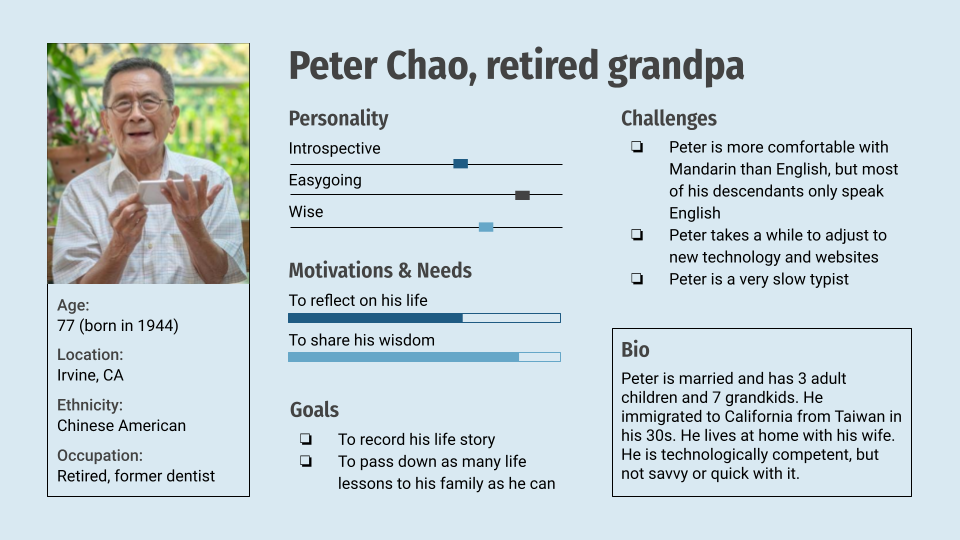 Peter Chao, retired grandpa
Age:
77 (born in 1944)
Location:
Irvine, CA
Ethnicity:
Chinese American
Occupation:
Retired, former dentist
Personality
Introspective
Easygoing
Wise
Motivations & Needs
To reflect on his life
To share his wisdom
Goals
❏ To record his life story
❏ To pass down as many life
lessons to his family as he can
Challenges
❏ Peter is more comfortable with
Mandarin than English, but most
of his descendants only speak
English
❏ Peter takes a while to adjust to
new technology and websites
❏ Peter is a very slow typist
Bio
Peter is married and has 3 adult
children and 7 grandkids. He
immigrated to California from Taiwan in
his 30s. He lives at home with his wife.
He is technologically competent, but
not savvy or quick with it.